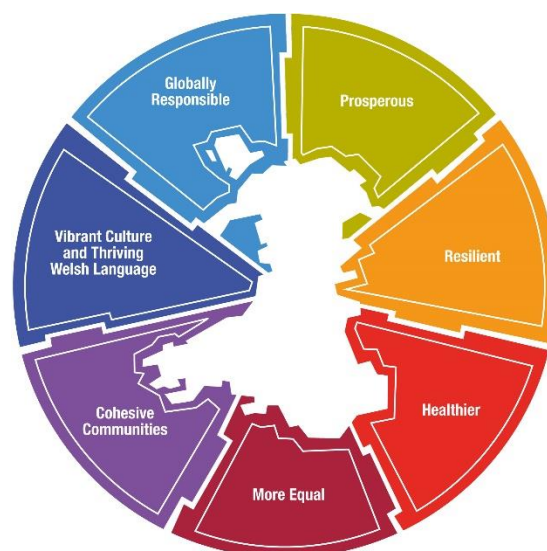 Globally
Responsible
Prosperous
Resilient
Healthier
More Equal
Cohesive
Communities
Vibrant Culture
and Thriving
Welsh Language